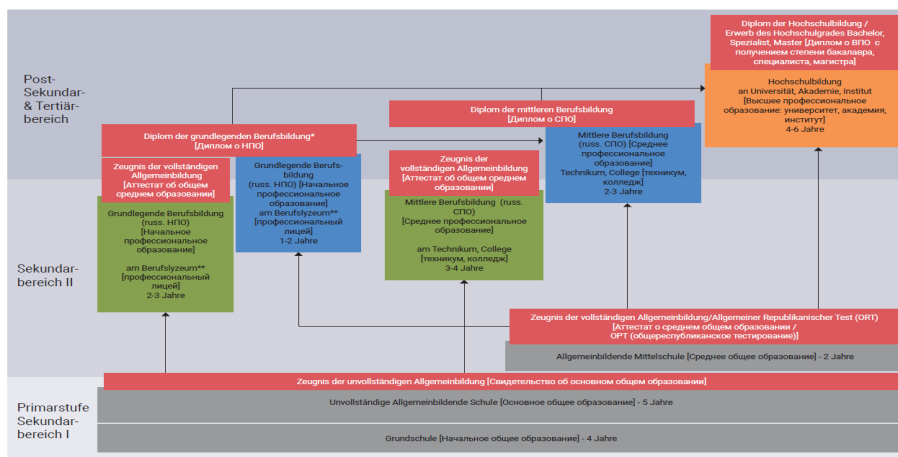 Diplom der Hochschulbildung /
Erwerb des Hochschulgrades Bachelor,
Spezialist, Master [Диплом о ВПО с
получением степени бакалавра,
специалиста, магистра]
Hochschulbildung
an Universität, Akademie, Institut
[Высшее профессиональное
образование: университет, академия,
институт]
4-6 Jahre
Post-
Sekundar-
& Tertiär-
bereich
Diplom der mittleren Berufsbildung
[Диплом о СПО]
Diplom der grundlegenden Berufsbildung*
[Диплом о НПО]
Mittlere Berufsbildung
(russ. СПО) [Среднее
профессиональное
образование]
Technikum, College [техникум,
колледж]
2-3 Jahre
Zeugnis der vollständigen
Allgemeinbildung
[Аттестат об общем
среднем образовании]
Grundlegende Berufs-
bildung
(russ. НПО) [Начальное
профессиональное
образование]
am Berufslyzeum**
[профессиональный
лицей]
1-2 Jahre
Zeugnis der
vollständigen Allgemeinbildung
[Аттестат об общем среднем
образовании]
Grundlegende Berufsbildung
(russ. НПО)
[Начальное
профессиональное
образование]
am Berufslyzeum**
[профессиональный
лицей]
2-3 Jahre
Mittlere Berufsbildung (russ.
СПО)
[Среднее профессиональное
образование]
am Technikum, College
[техникум, колледж]
3-4 Jahre
Sekundar-
bereich II
Zeugnis der vollständigen Allgemeinbildung/Allgemeiner Republikanischer Test (ORT)
[Аттестат о среднем общем образовании /
ОРТ (общереспубликанское тестирование)]
Allgemeinbildende Mittelschule [Среднее общее образование] - 2 Jahre
Zeugnis der unvollständigen Allgemeinbildung [Свидетельство об основном общем образовании]
Primarstufe
Sekundar-
bereich I
Unvollständige Allgemeinbildende Schule [Основное общее образование] - 5 Jahre
Grundschule [Начальное общее образование] - 4 Jahre